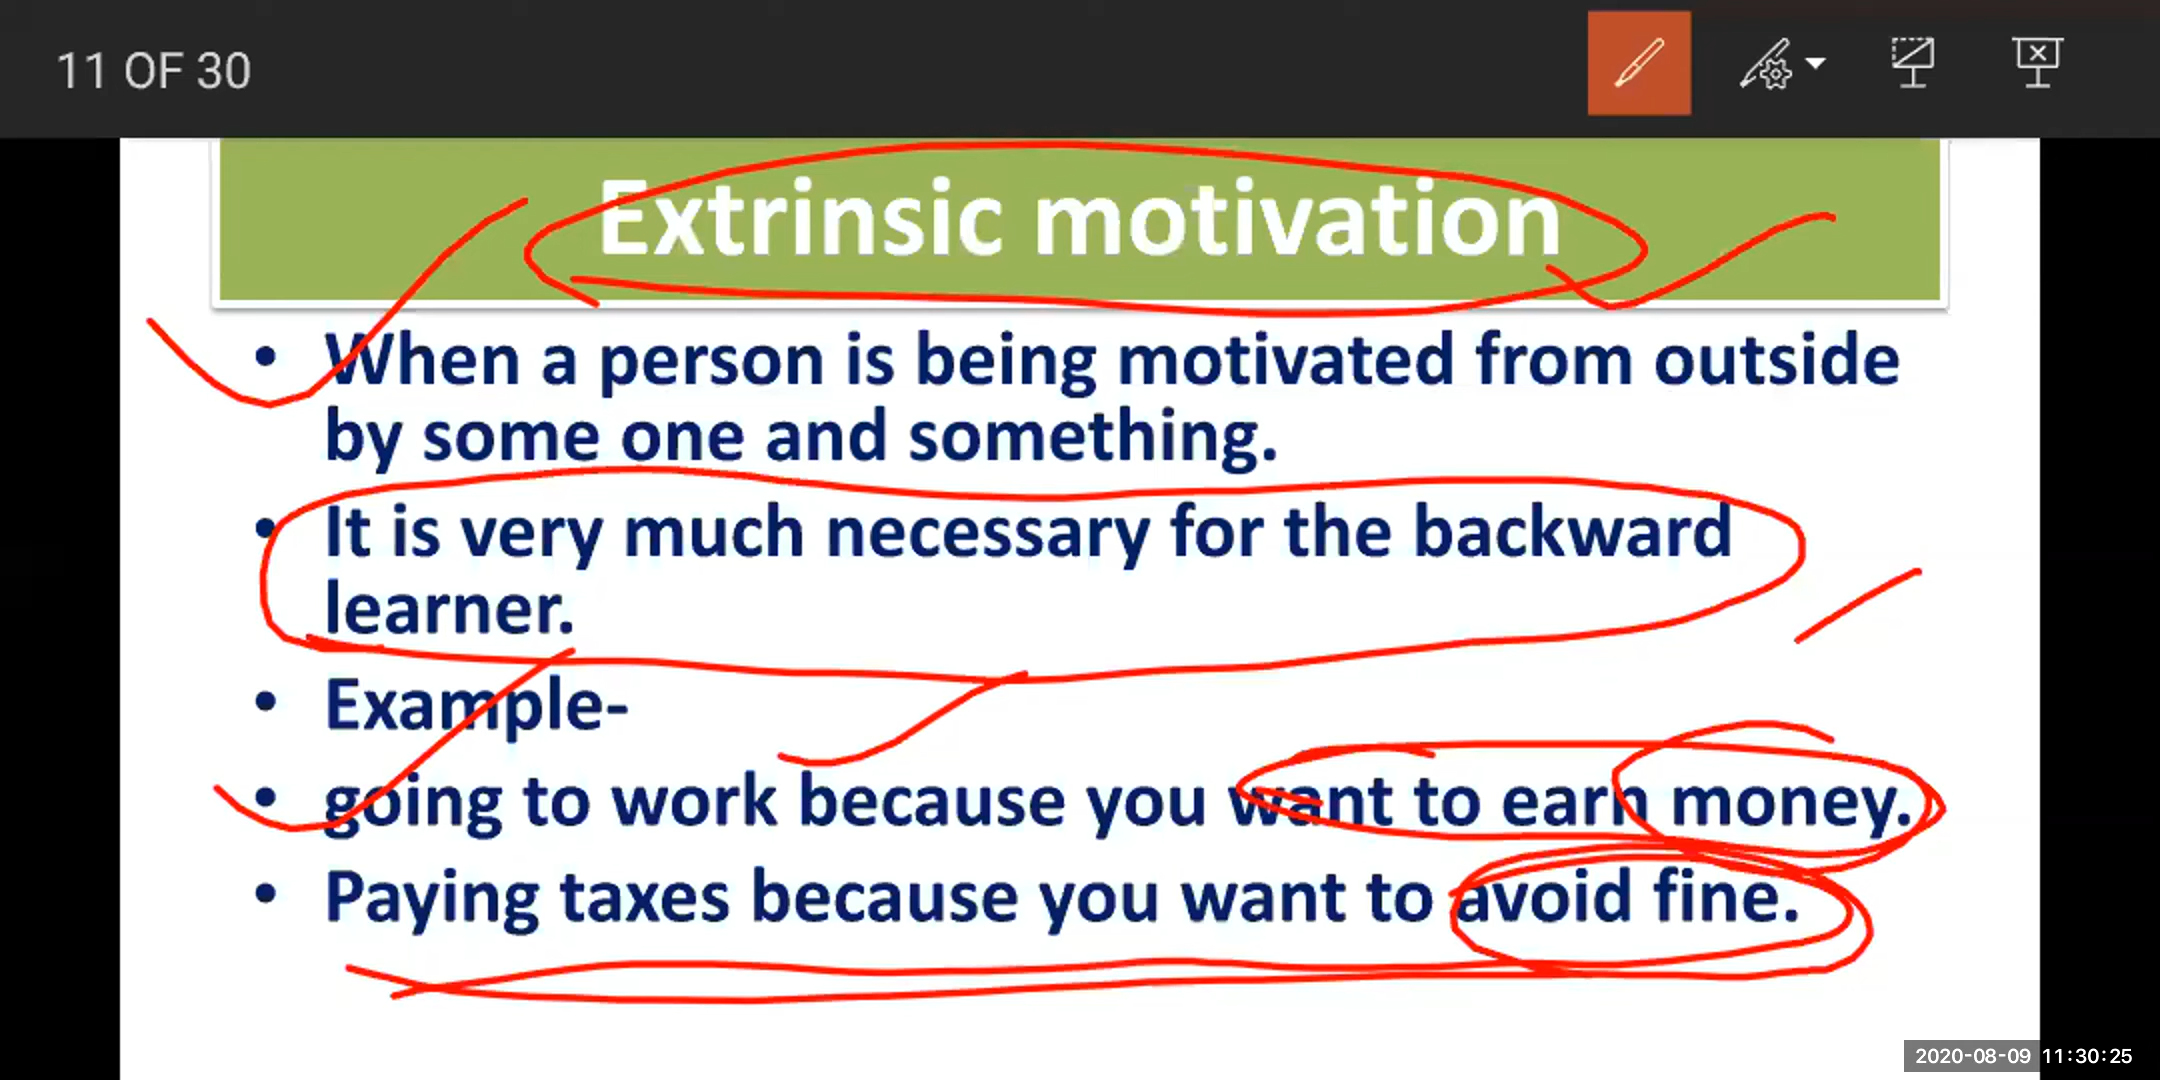 11 OF 30
Extrinsic motivation
• When a person is being motivated from outside
by some one and something.
• It is very much necessary for the backward
learner.
• Example-
• going to work because you want to earn money.
• Paying taxes because you want to avoid fine.
2020-08-09 11:30:25